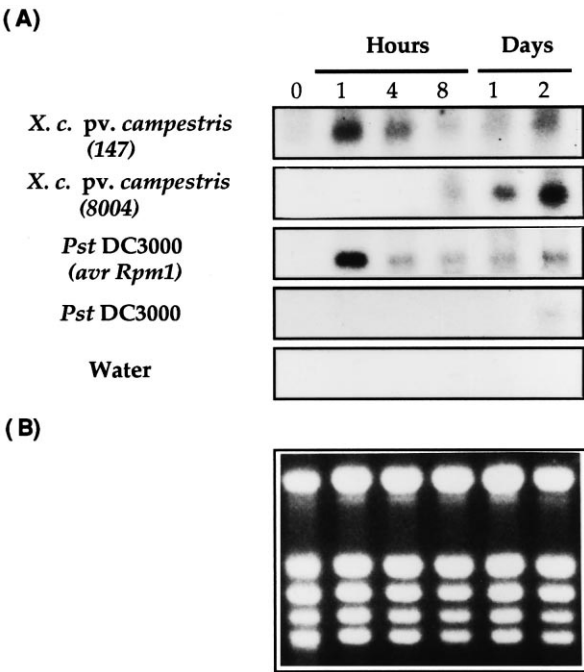 (A)
Hours Days
0 1 4 8 1 2
X. c. pv. campestris
(147)
X. c. pv. campestris
(8004)
Pst DC3000
(avr Rpm1)
Pst DC3000
Water
(B)